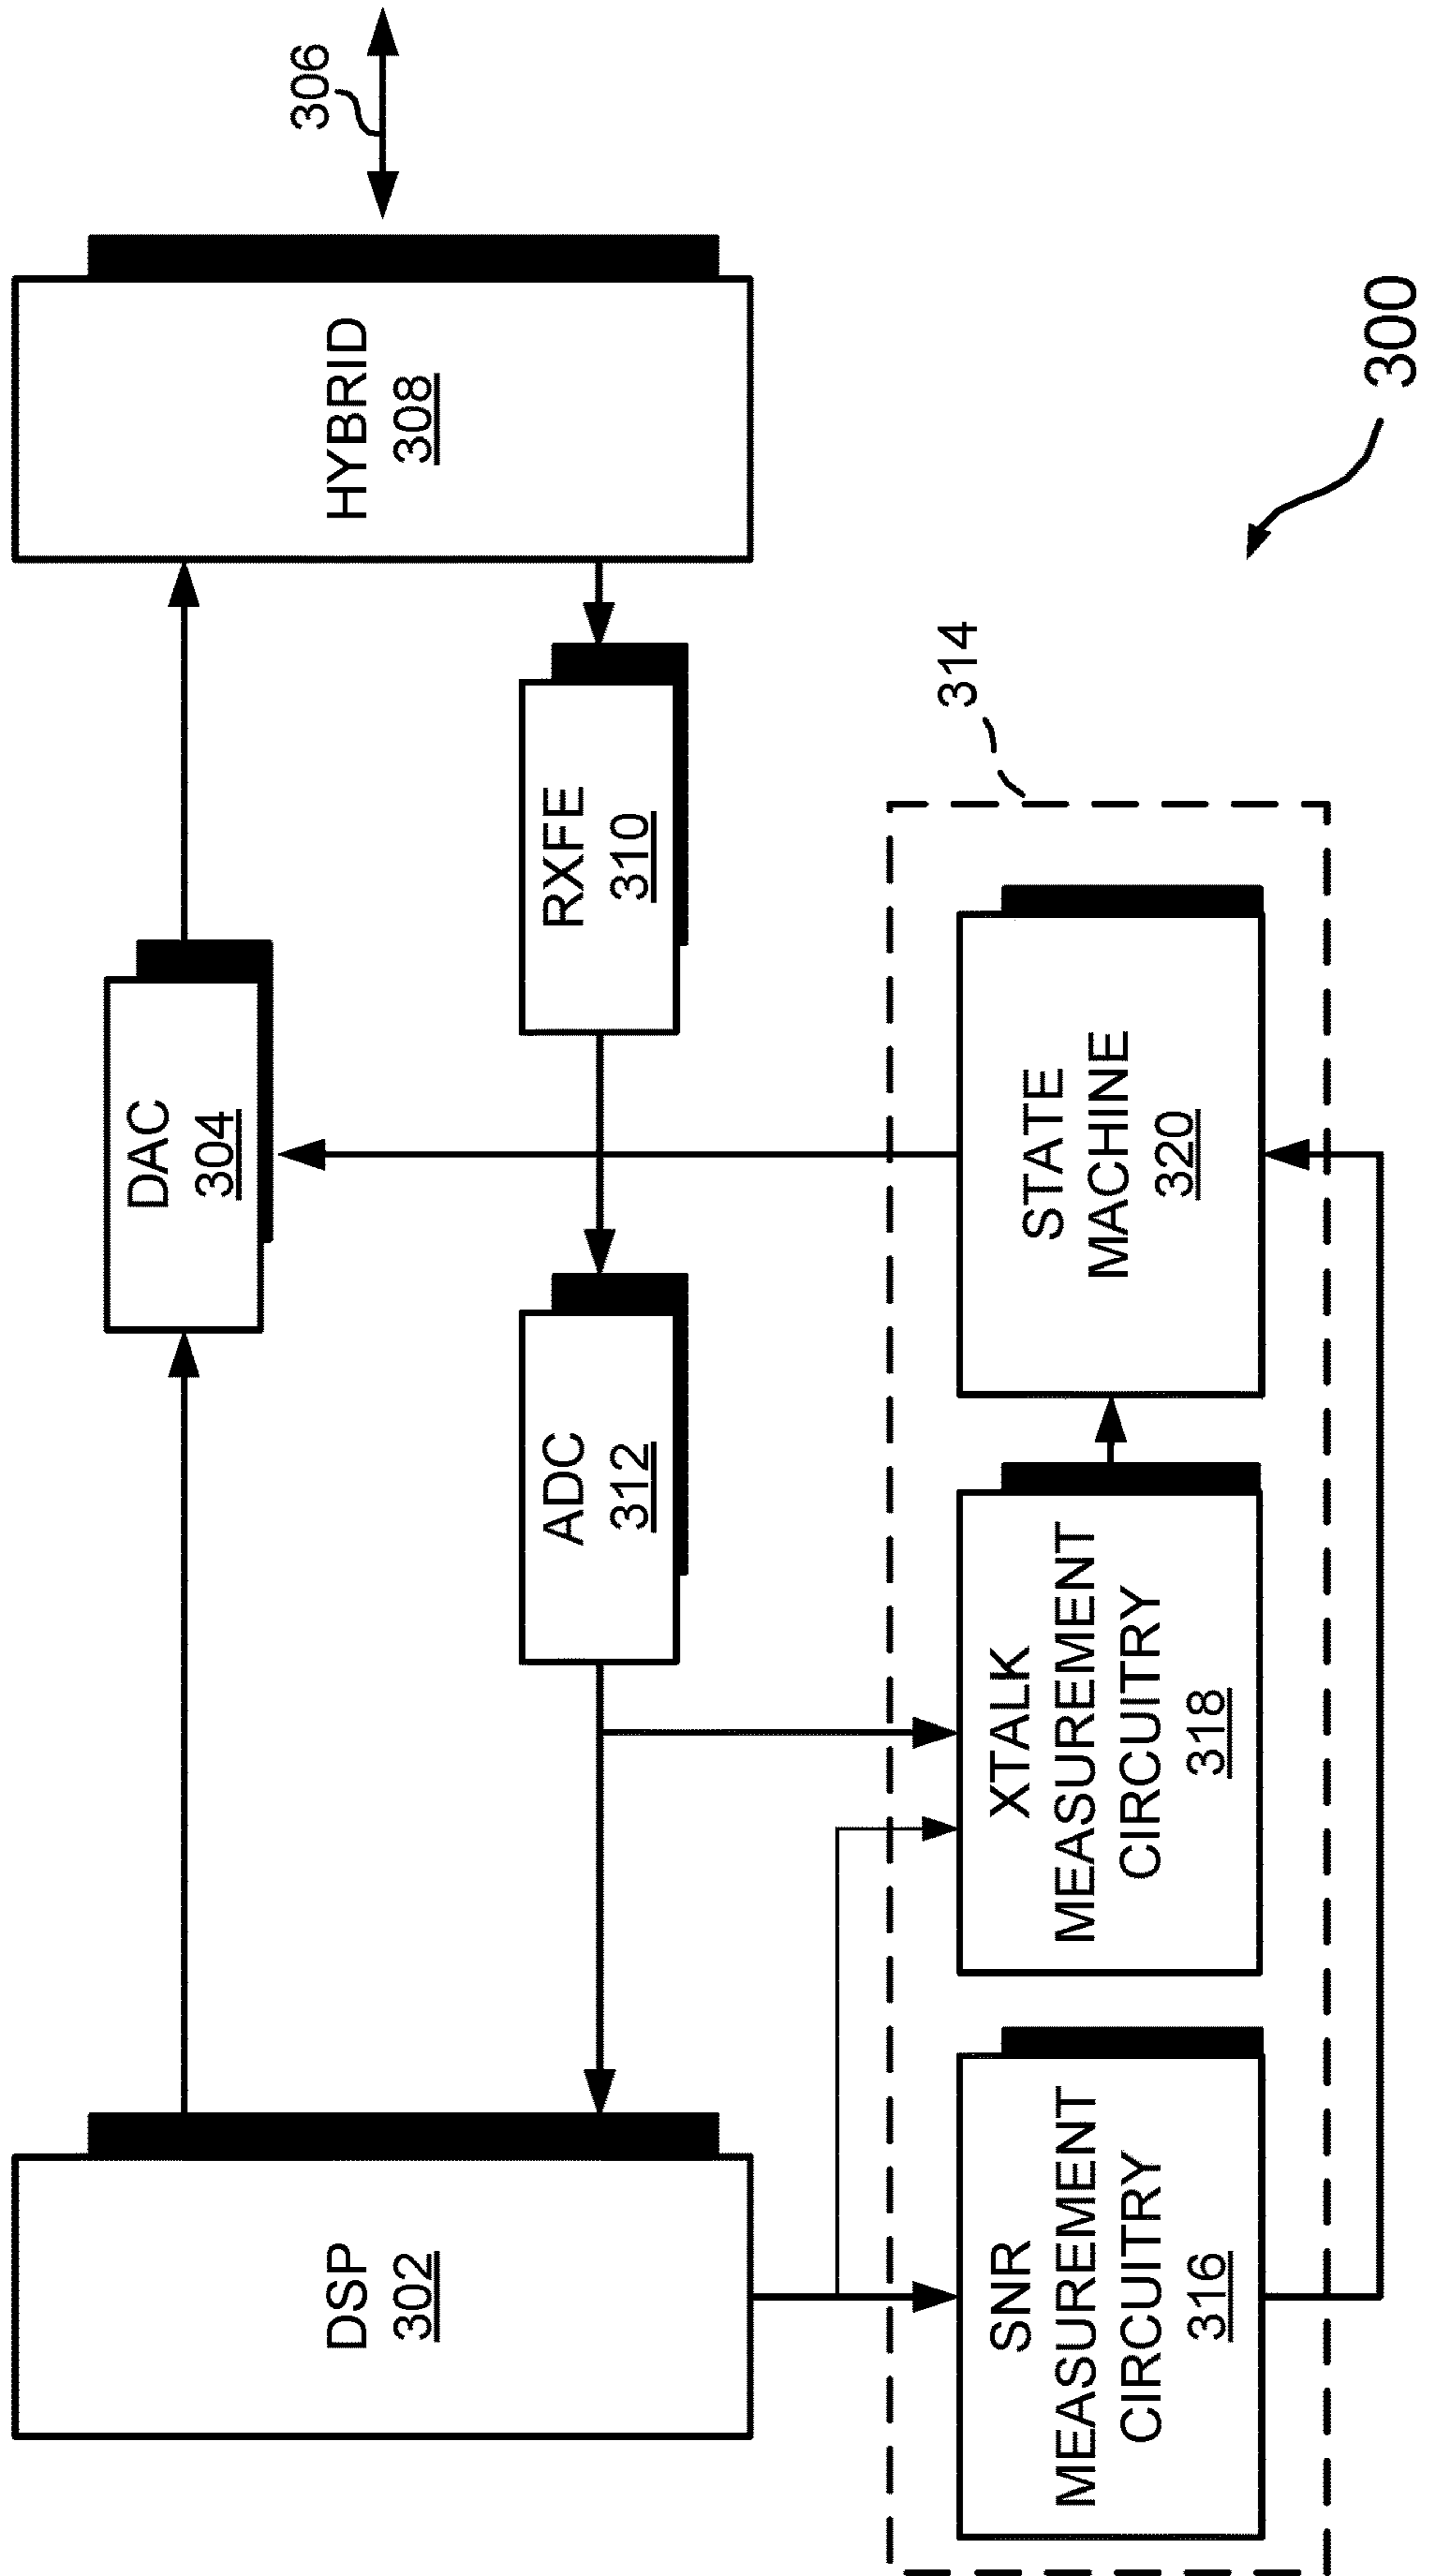 DSP
302
DAC
304
HYBRID
308
306
ADC
312
RXFE
310
314
SNR
MEASUREMENT
CIRCUITRY
316
XTALK
MEASUREMENT
CIRCUITRY
318
STATE
MACHINE
320
300